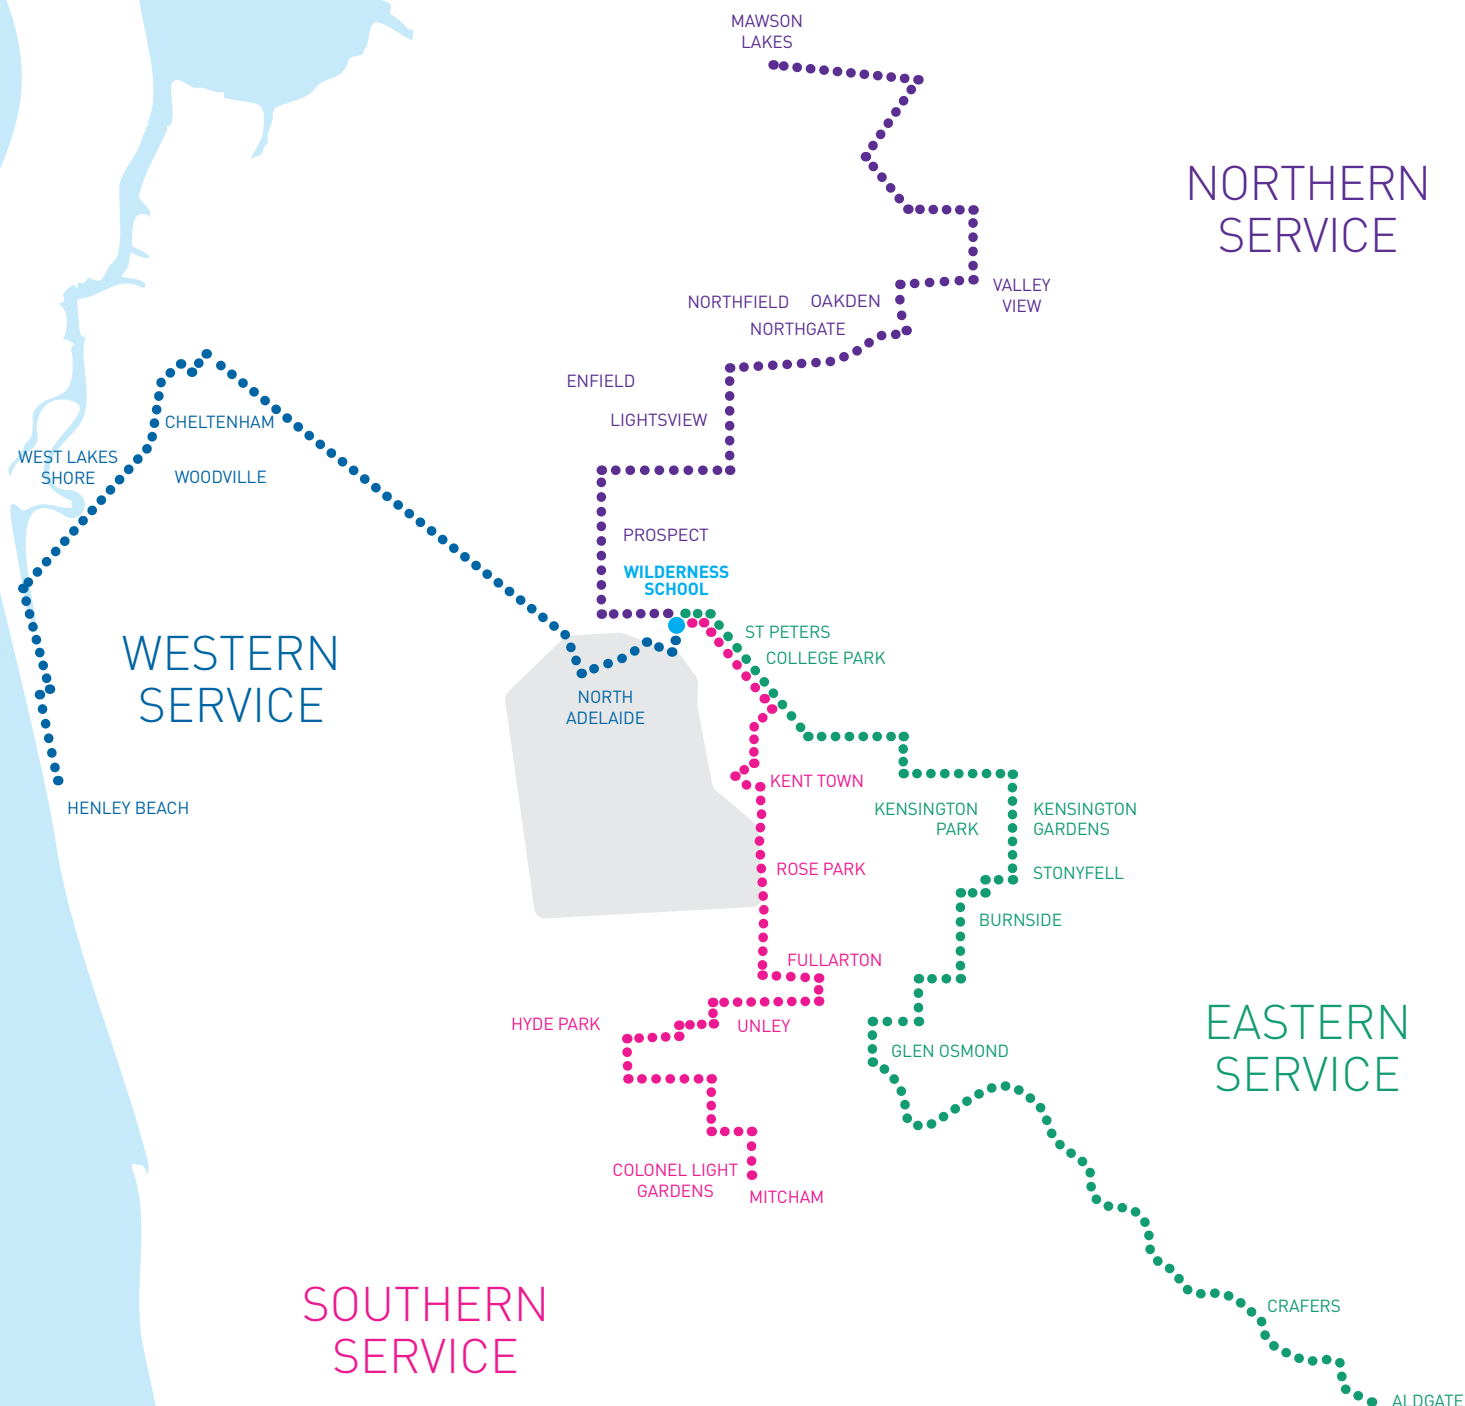 MAWSON
LAKES
NORTHERN
SERVICE
VALLEY
VIEW
NORTHFIELD
OAKDEN
NORTHGATE
ENFIELD
LIGHTSVIEW
CHELTENHAM
WEST LAKES
SHORE
WOODVILLE
PROSPECT
WILDERNESS
SCHOOL
ST PETERS
COLLEGE PARK
WESTERN
SERVICE
NORTH
ADELAIDE
KENT TOWN
HENLEY BEACH
KENSINGTON
PARK
KENSINGTON
GARDENS
ROSE PARK
STONYFELL
BURNSIDE
FULLARTON
HYDE PARK
UNLEY
GLEN OSMOND
EASTERN
SERVICE
COLONEL LIGHT
GARDENS
MITCHAM
SOUTHERN
SERVICE
CRAFERS
ALDGATE